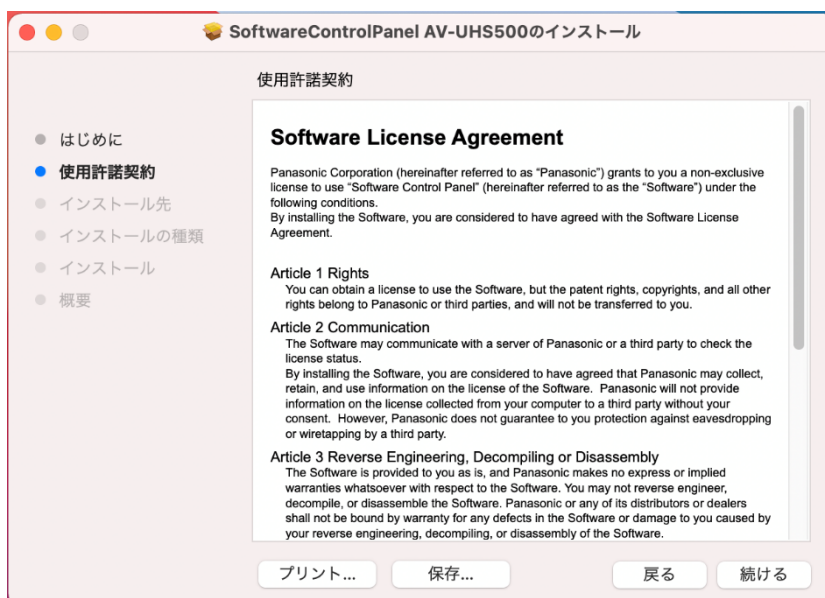 SoftwareControlPanel AV-UHS500のインストール
使用許諾契約
はじめに
使用許諾契約
インストール先
インストールの種類
インストール
概要
Software License Agreement
Panasonic Corporation (hereinafter referred to as “Panasonic”) grants to you a non-exclusive
license to use “Software Control Panel” (hereinafter referred to as the “Software”) under the
following conditions.
By installing the Software, you are considered to have agreed with the Software License
Agreement.
Article 1 Rights
You can obtain a license to use the Software, but the patent rights, copyrights, and all other
rights belong to Panasonic or third parties, and will not be transferred to you.
Article 2 Communication
The Software may communicate with a server of Panasonic or a third party to check the
license status.
By installing the Software, you are considered to have agreed that Panasonic may collect,
retain, and use information on the license of the Software.  Panasonic will not provide
information on the license collected from your computer to a third party without your
consent.  However, Panasonic does not guarantee to you protection against eavesdropping
or wiretapping by a third party.
Article 3 Reverse Engineering, Decompiling or Disassembly
The Software is provided to you as is, and Panasonic makes no express or implied
warranties whatsoever with respect to the Software. You may not reverse engineer,
decompile, or disassemble the Software. Panasonic or any of its distributors or dealers
shall not be bound by warranty for any defects in the Software or damage to you caused by
your reverse engineering, decompiling, or disassembly of the Software.
プリント... 保存... 戻る 続ける